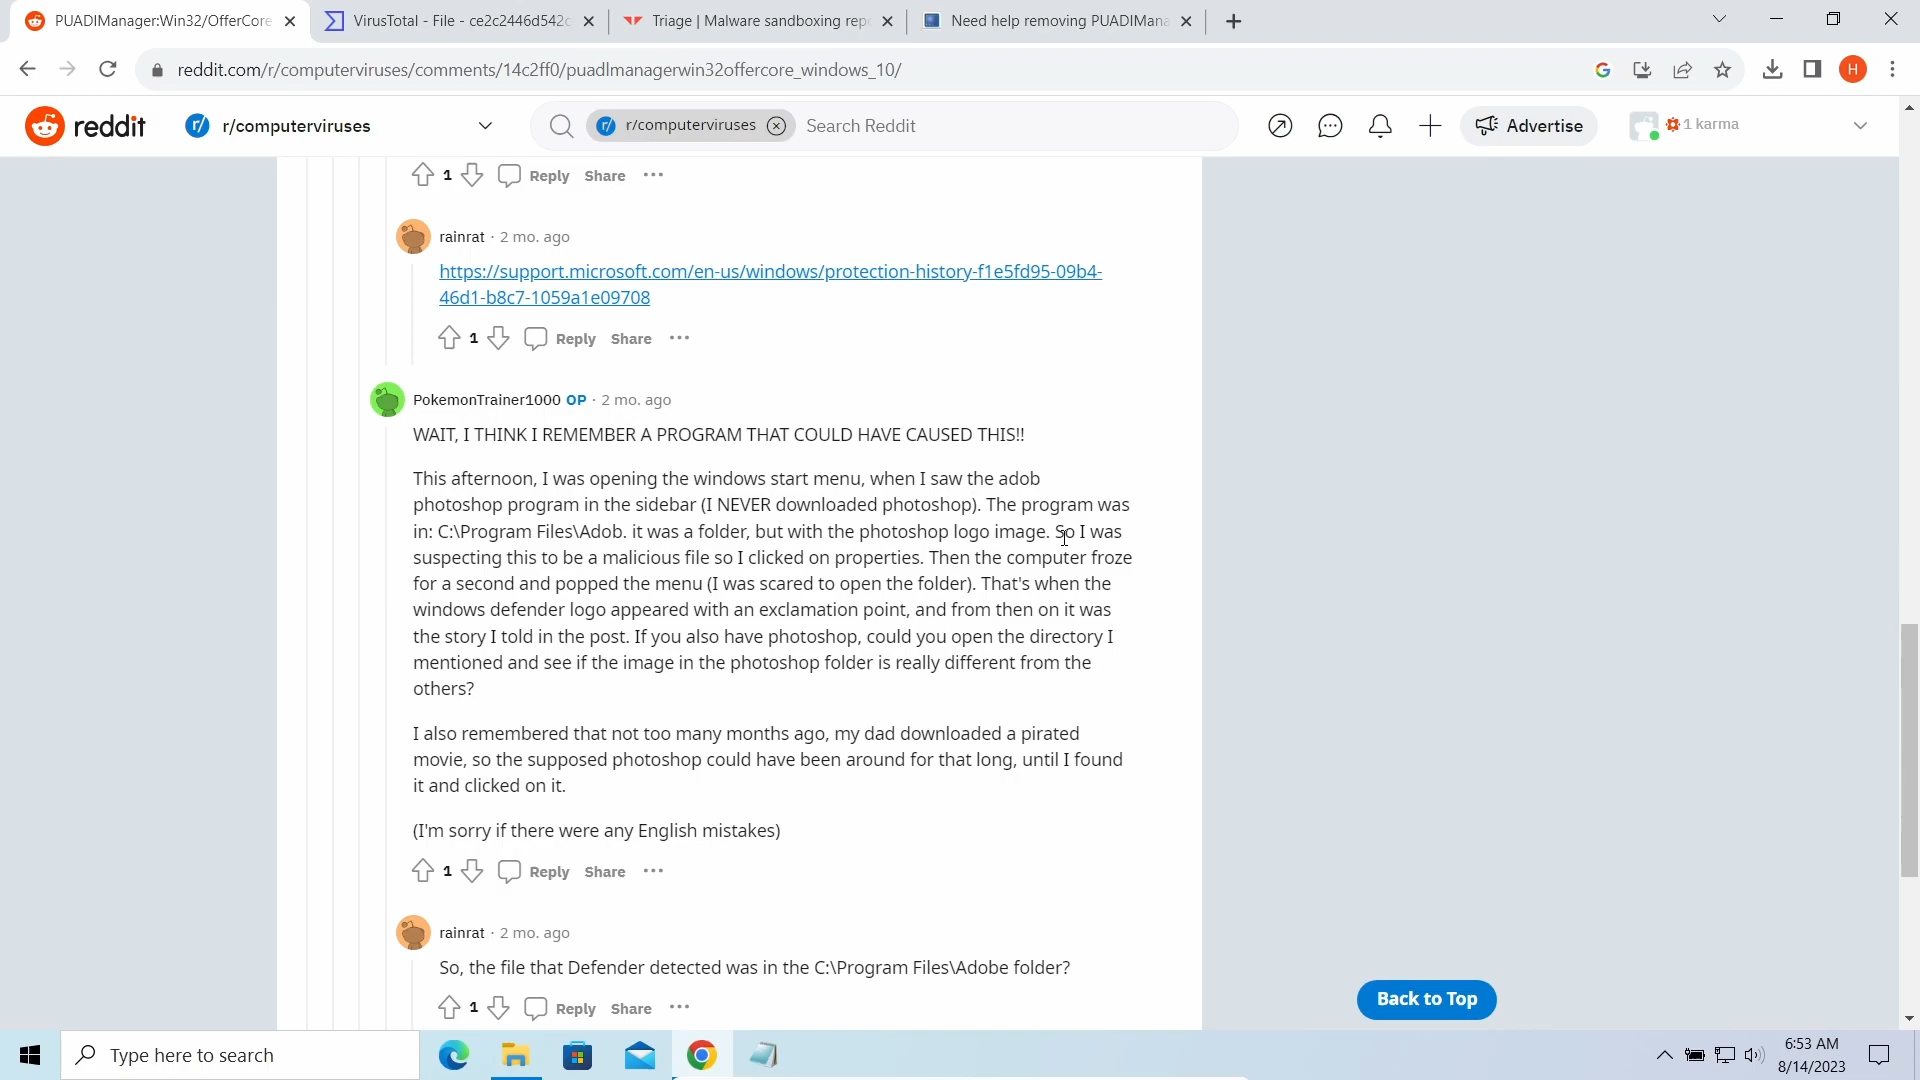 PUADIManager:Win32/OfferCore
VirusTotal - File - ce2c2446d542c
Triage | Malware sandboxing repo
Need help removing PUADIMana
reddit.com/r/computerviruses/comments/14c2ff0/puadlmanagerwin32offercore_windows_10/
H
reddit
r/ r/computerviruses
r/ r/computerviruses
Search Reddit
Advertise
1 karma
1 Reply Share
rainrat · 2 mo. ago
https://support.microsoft.com/en-us/windows/protection-history-f1e5fd95-09b4-
46d1-b8c7-1059a1e09708
1 Reply Share
PokemonTrainer1000 OP · 2 mo. ago
WAIT, I THINK I REMEMBER A PROGRAM THAT COULD HAVE CAUSED THIS!!
This afternoon, I was opening the windows start menu, when I saw the adob
photoshop program in the sidebar (I NEVER downloaded photoshop). The program was
in: C:\Program Files\Adob. it was a folder, but with the photoshop logo image. So I was
suspecting this to be a malicious file so I clicked on properties. Then the computer froze
for a second and popped the menu (I was scared to open the folder). That's when the
windows defender logo appeared with an exclamation point, and from then on it was
the story I told in the post. If you also have photoshop, could you open the directory I
mentioned and see if the image in the photoshop folder is really different from the
others?
I also remembered that not too many months ago, my dad downloaded a pirated
movie, so the supposed photoshop could have been around for that long, until I found
it and clicked on it.
(I'm sorry if there were any English mistakes)
1 Reply Share
rainrat · 2 mo. ago
So, the file that Defender detected was in the C:\Program Files\Adobe folder?
1 Reply Share
Back to Top
Type here to search
6:53 AM
8/14/2023